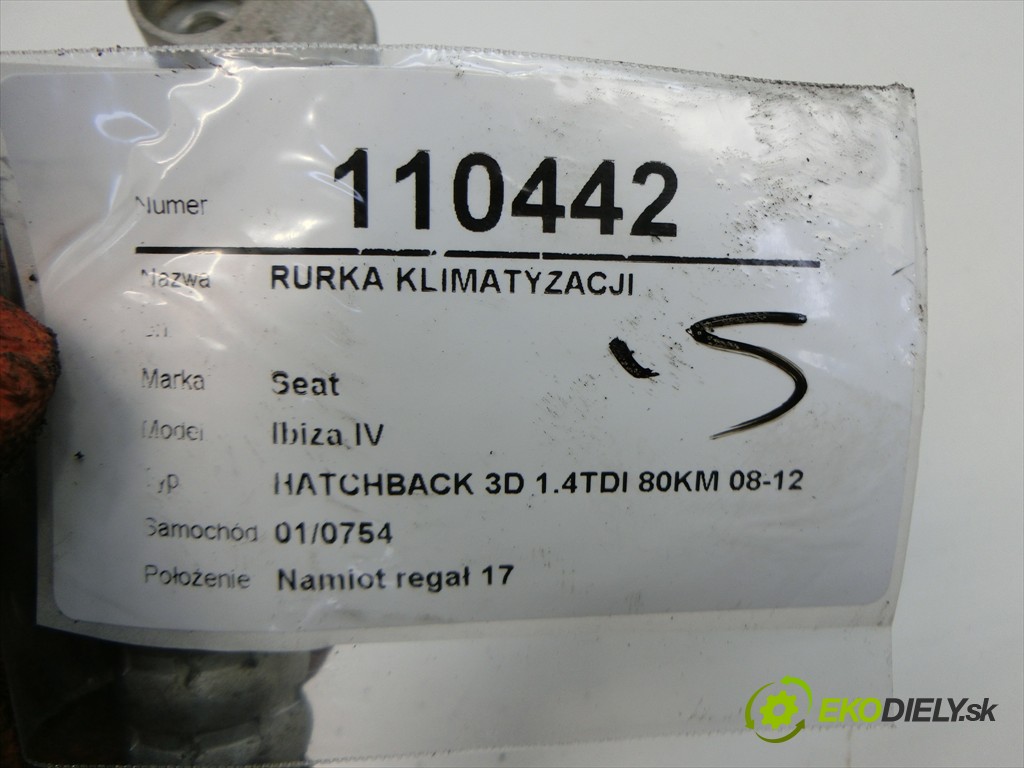 Numer 110442
Nazwa RURKA KLIMATYZACJI
Marka Seat
Model Ibiza IV
Typ HATCHBACK 3D 1.4TDI 80KM 08-12
Samochód 01/0754
Położenie Namiot regał 17
EKODIELY.sk